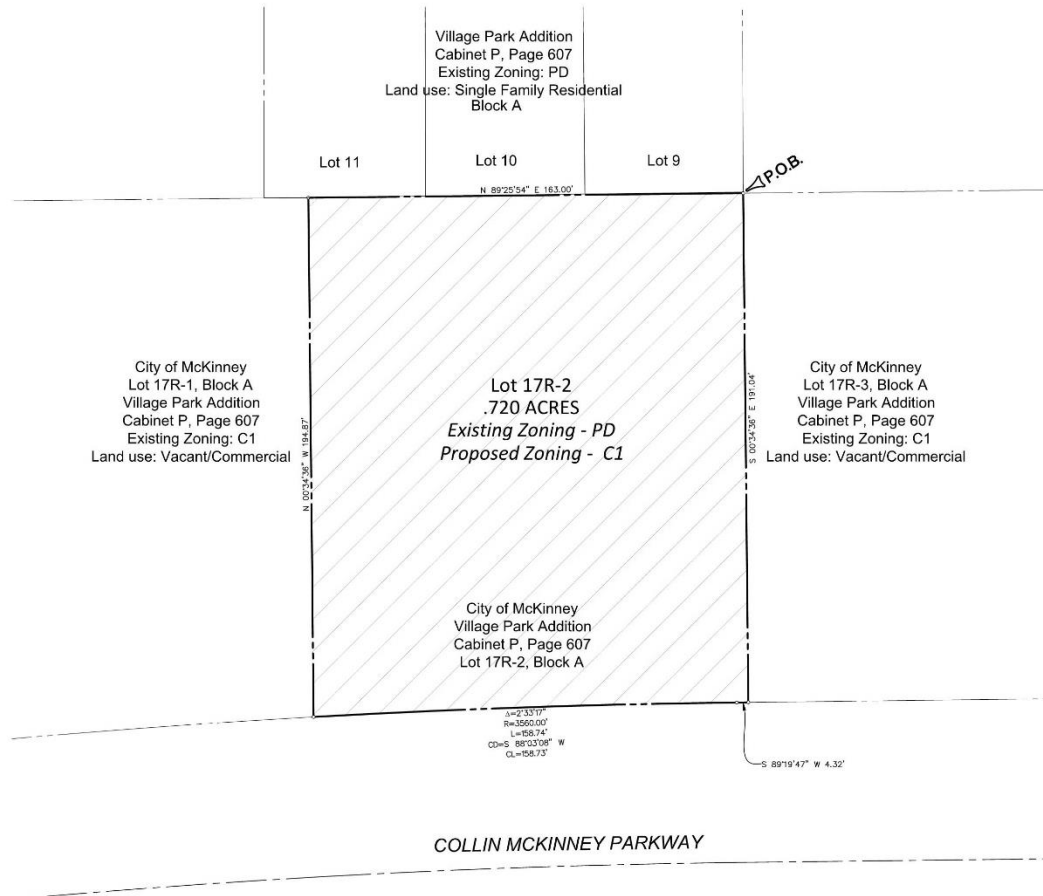 Village Park Addition
Cabinet P, Page 607
Existing Zoning: PD
Land use: Single Family Residential
Block A
Lot 11
Lot 10
Lot 9
P.O.B.
N 89°25'54" E 163.00'
City of McKinney
Lot 17R-1, Block A
Village Park Addition
Cabinet P, Page 607
Existing Zoning: C1
Land use: Vacant/Commercial
N 00°34'36" W 194.87'
Lot 17R-2
.720 ACRES
Existing Zoning - PD
Proposed Zoning - C1
S 00°34'36" E 191.04'
City of McKinney
Lot 17R-3, Block A
Village Park Addition
Cabinet P, Page 607
Existing Zoning: C1
Land use: Vacant/Commercial
City of McKinney
Village Park Addition
Cabinet P, Page 607
Lot 17R-2, Block A
Δ=2°33'17"
R=3560.00'
L=158.74'
CD=S 88°03'08" W
CL=158.73'
S 89°19'47" W 4.32'
COLLIN MCKINNEY PARKWAY